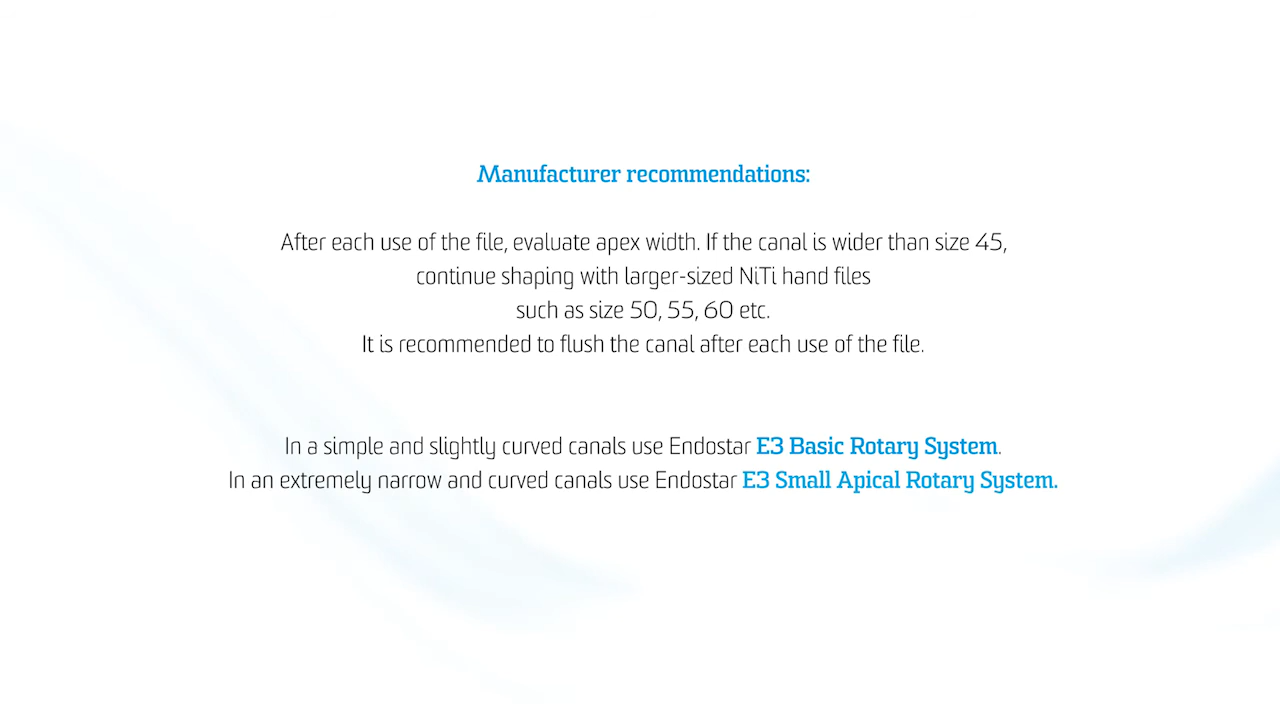 Manufacturer recommendations:
After each use of the file, evaluate apex width. If the canal is wider than size 45,
continue shaping with larger-sized NiTi hand files
such as size 50, 55, 60 etc.
It is recommended to flush the canal after each use of the file.
In a simple and slightly curved canals use Endostar E3 Basic Rotary System.
In an extremely narrow and curved canals use Endostar E3 Small Apical Rotary System.